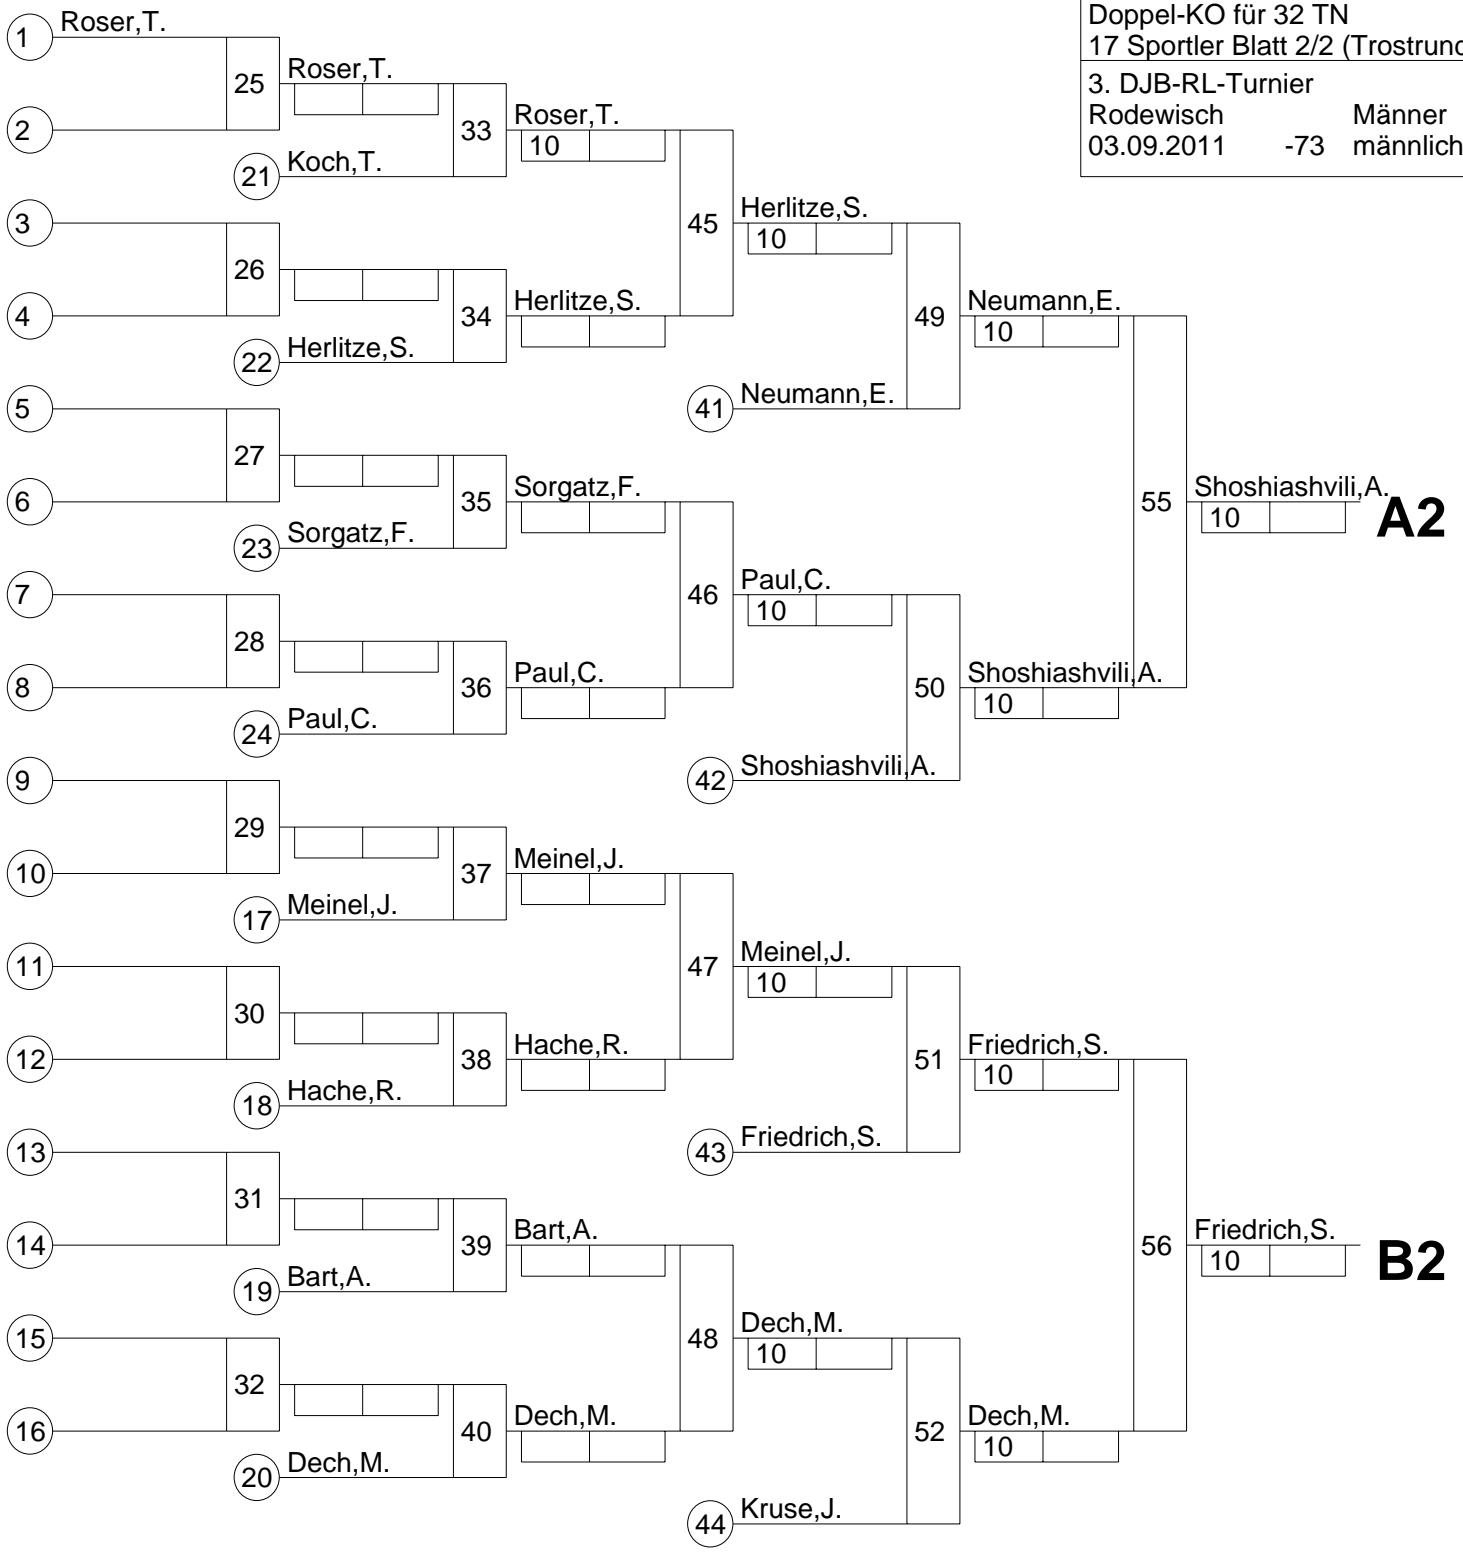 Doppel-KO für 32 TN
17 Sportler Blatt 2/2 (Trostrund
3. DJB-RL-Turnier
Rodewisch Männer
03.09.2011 -73 männlich
1 Roser,T.
25
Roser,T.
2
33
Roser,T.
10
21 Koch,T.
3
45
Herlitze,S.
10
26
4
34
Herlitze,S.
22 Herlitze,S.
49
Neumann,E.
10
5
41 Neumann,E.
27
6
35
Sorgatz,F.
23 Sorgatz,F.
55
Shoshiashvili,A.
10
A2
7
46
Paul,C.
10
28
8
36
Paul,C.
24 Paul,C.
50
Shoshiashvili,A.
10
9
42 Shoshiashvili,A.
29
10
37
Meinel,J.
17 Meinel,J.
11
47
Meinel,J.
10
30
12
38
Hache,R.
18 Hache,R.
51
Friedrich,S.
10
13
43 Friedrich,S.
31
14
39
Bart,A.
19 Bart,A.
56
Friedrich,S.
10
B2
15
48
Dech,M.
10
32
16
40
Dech,M.
20 Dech,M.
52
Dech,M.
10
44 Kruse,J.